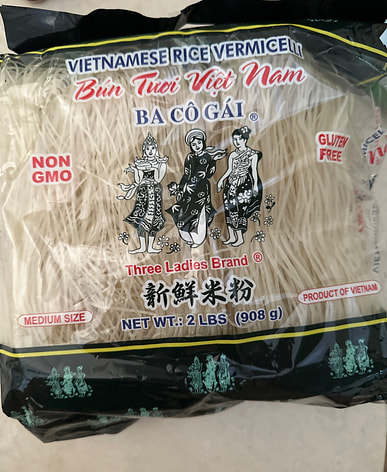 VIETNAMESE RICE VERMICELLI
Bún Tươi Việt Nam
BA CÔ GÁI ®
NON
GMO
GLUTEN
FREE
Three Ladies Brand ®
新鮮米粉
MEDIUM SIZE
PRODUCT OF VIETNAM
NET WT.: 2 LBS (908 g)